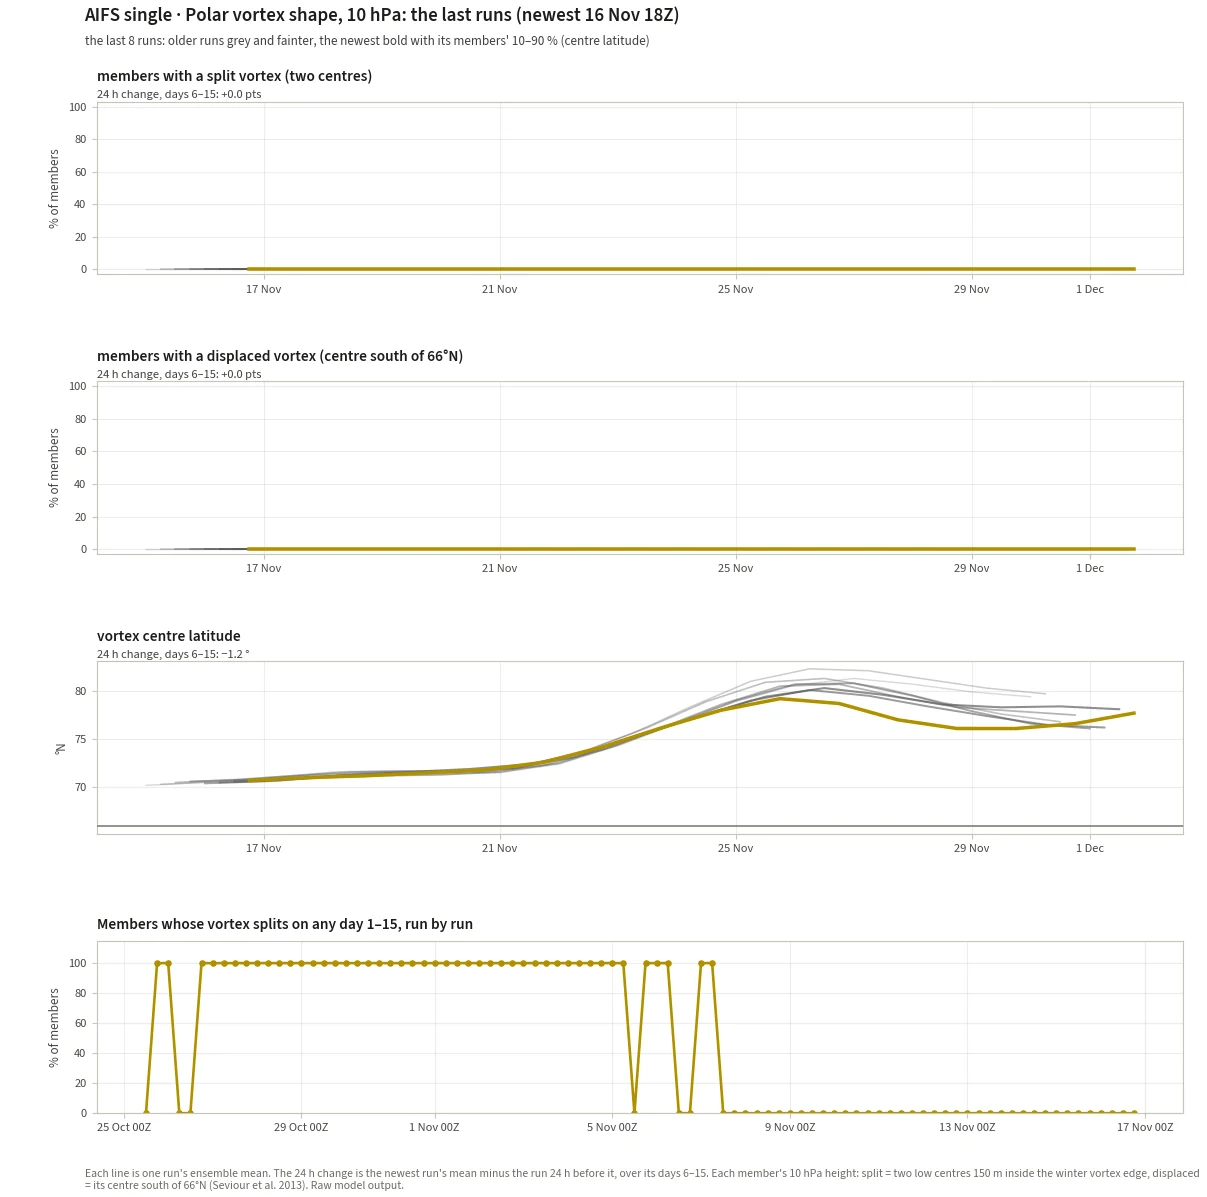 AIFS single · Polar vortex shape, 10 hPa: the last runs (newest 16 Nov 18Z)
the last 8 runs: older runs grey and fainter, the newest bold with its members' 10–90 % (centre latitude)
members with a split vortex (two centres)
24 h change, days 6–15: +0.0 pts
100
80
60
40
20
0
% of members
17 Nov
21 Nov
25 Nov
29 Nov
1 Dec
members with a displaced vortex (centre south of 66°N)
24 h change, days 6–15: +0.0 pts
100
80
60
40
20
0
% of members
17 Nov
21 Nov
25 Nov
29 Nov
1 Dec
vortex centre latitude
24 h change, days 6–15: −1.2 °
80
75
70
°N
17 Nov
21 Nov
25 Nov
29 Nov
1 Dec
Members whose vortex splits on any day 1–15, run by run
100
80
60
40
20
0
% of members
25 Oct 00Z
29 Oct 00Z
1 Nov 00Z
5 Nov 00Z
9 Nov 00Z
13 Nov 00Z
17 Nov 00Z
Each line is one run's ensemble mean. The 24 h change is the newest run's mean minus the run 24 h before it, over its days 6–15. Each member's 10 hPa height: split = two low centres 150 m inside the winter vortex edge, displaced
= its centre south of 66°N (Seviour et al. 2013). Raw model output.